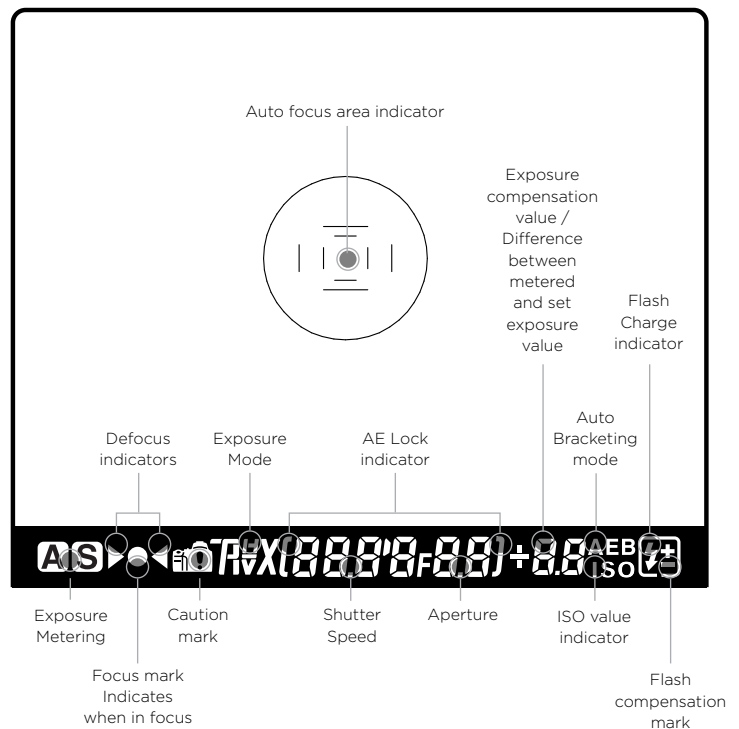 Auto focus area indicator
Exposure
compensation
value /
Difference
between
metered
and set
exposure
value
Flash
Charge
indicator
Defocus
indicators
Exposure
Mode
AE Lock
indicator
Auto
Bracketing
mode
AS
AEB
ISO
Exposure
Metering
Caution
mark
Shutter
Speed
Aperture
ISO value
indicator
Focus mark
Indicates
when in focus
Flash
compensation
mark